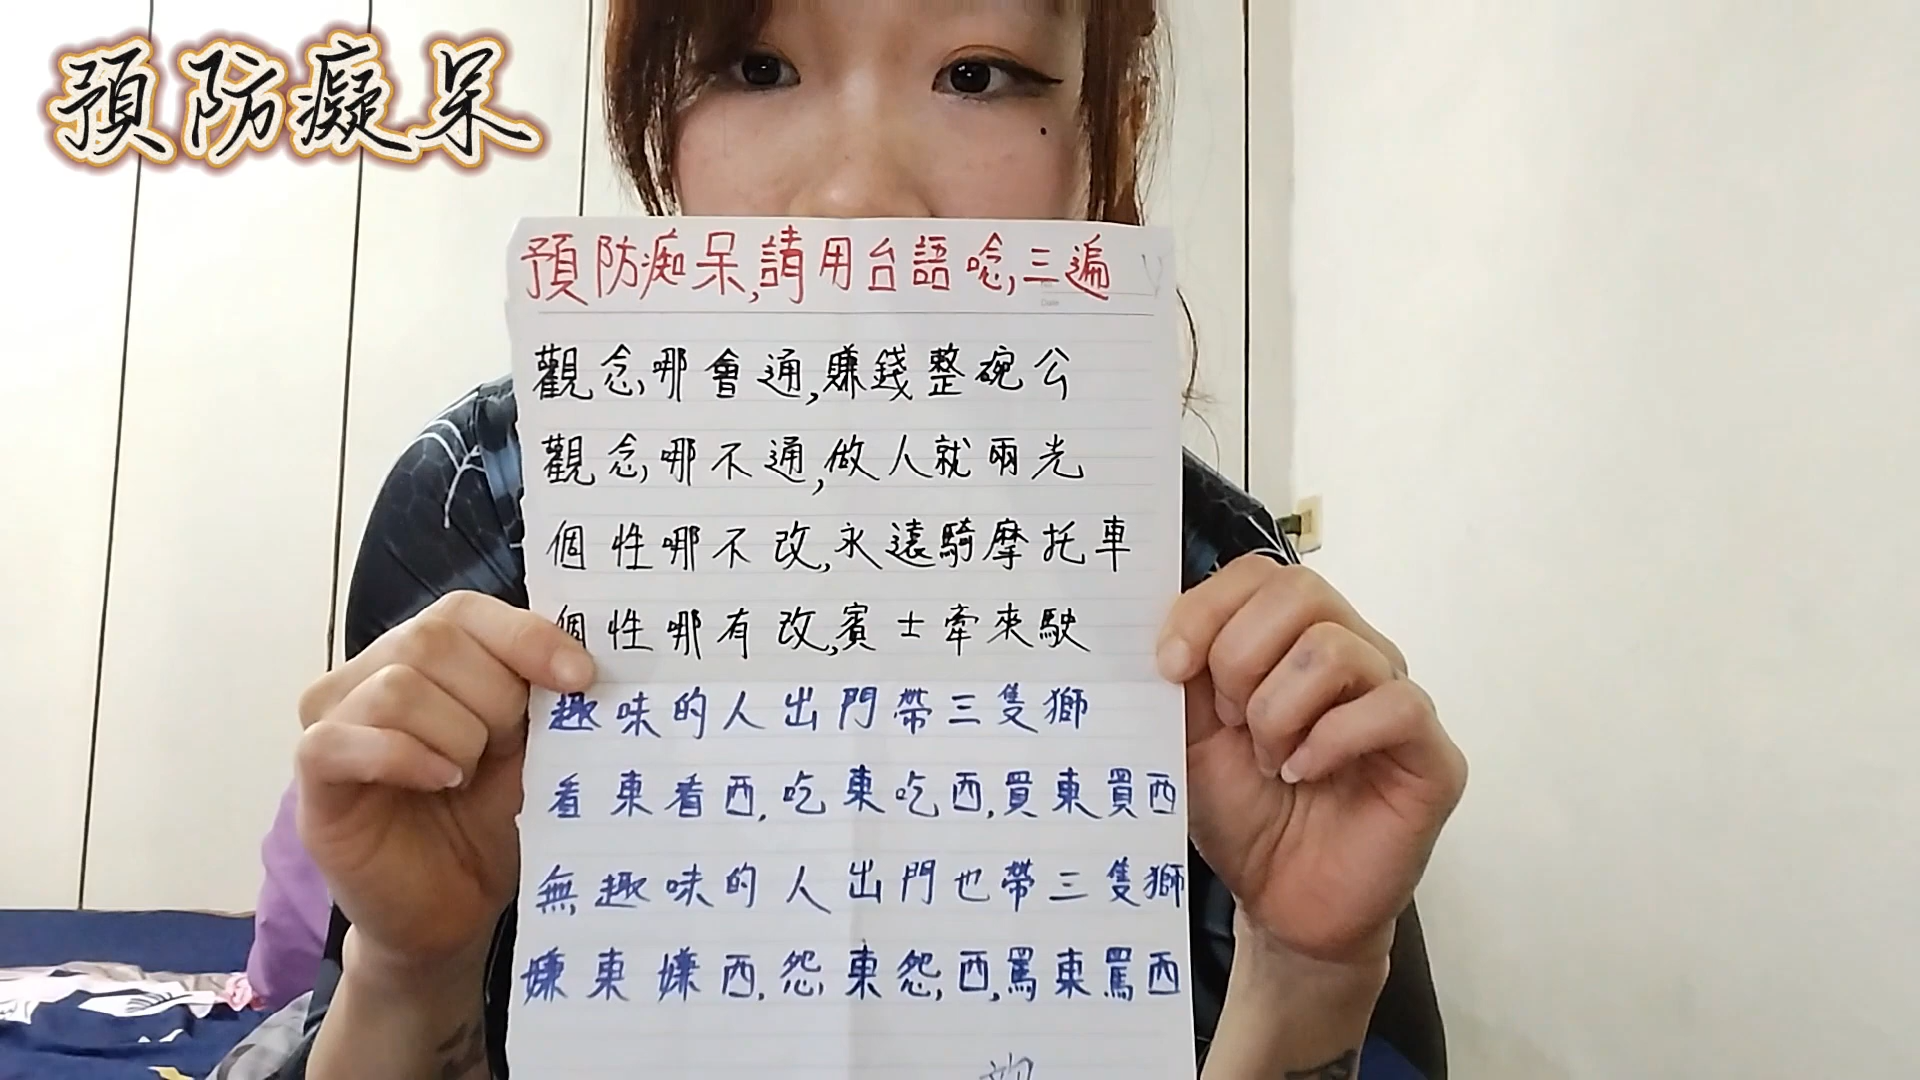 預防癡呆
預防痴呆,請用台語唸,三遍
觀念哪會通,賺錢整碗公
觀念哪不通,做人就兩光
個性哪不改,永遠騎摩托車
個性哪有改,賓士牽來駛
趣味的人出門帶三隻獅
看東看西,吃東吃西,買東買西
無趣味的人出門也帶三隻獅
嫌東嫌西,怨東怨西,罵東罵西